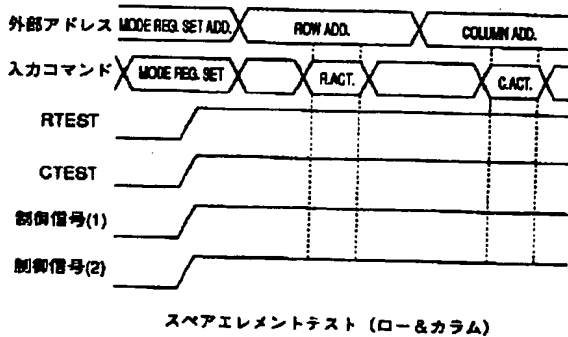 外部アドレス MODE REG. SET ADD. ROW ADD. COLUMN ADD.
入力コマンド MODE REG. SET R.ACT. C.ACT.
RTEST
CTEST
制御信号(1)
制御信号(2)
スペアエレメントテスト (ロー&カラム)